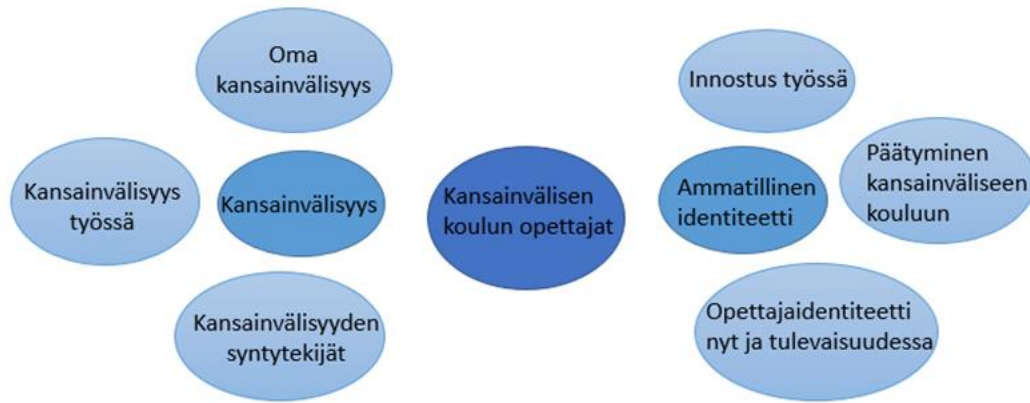 Oma
kansainvälisyys
Kansainvälisyys
työssä
Kansainvälisyys
Kansainvälisyyden
syntytekijät
Kansainvälisen
koulun opettajat
Innostus työssä
Ammatillinen
identiteetti
Päätyminen
kansainväliseen
kouluun
Opettajaidentiteetti
nyt ja tulevaisuudessa